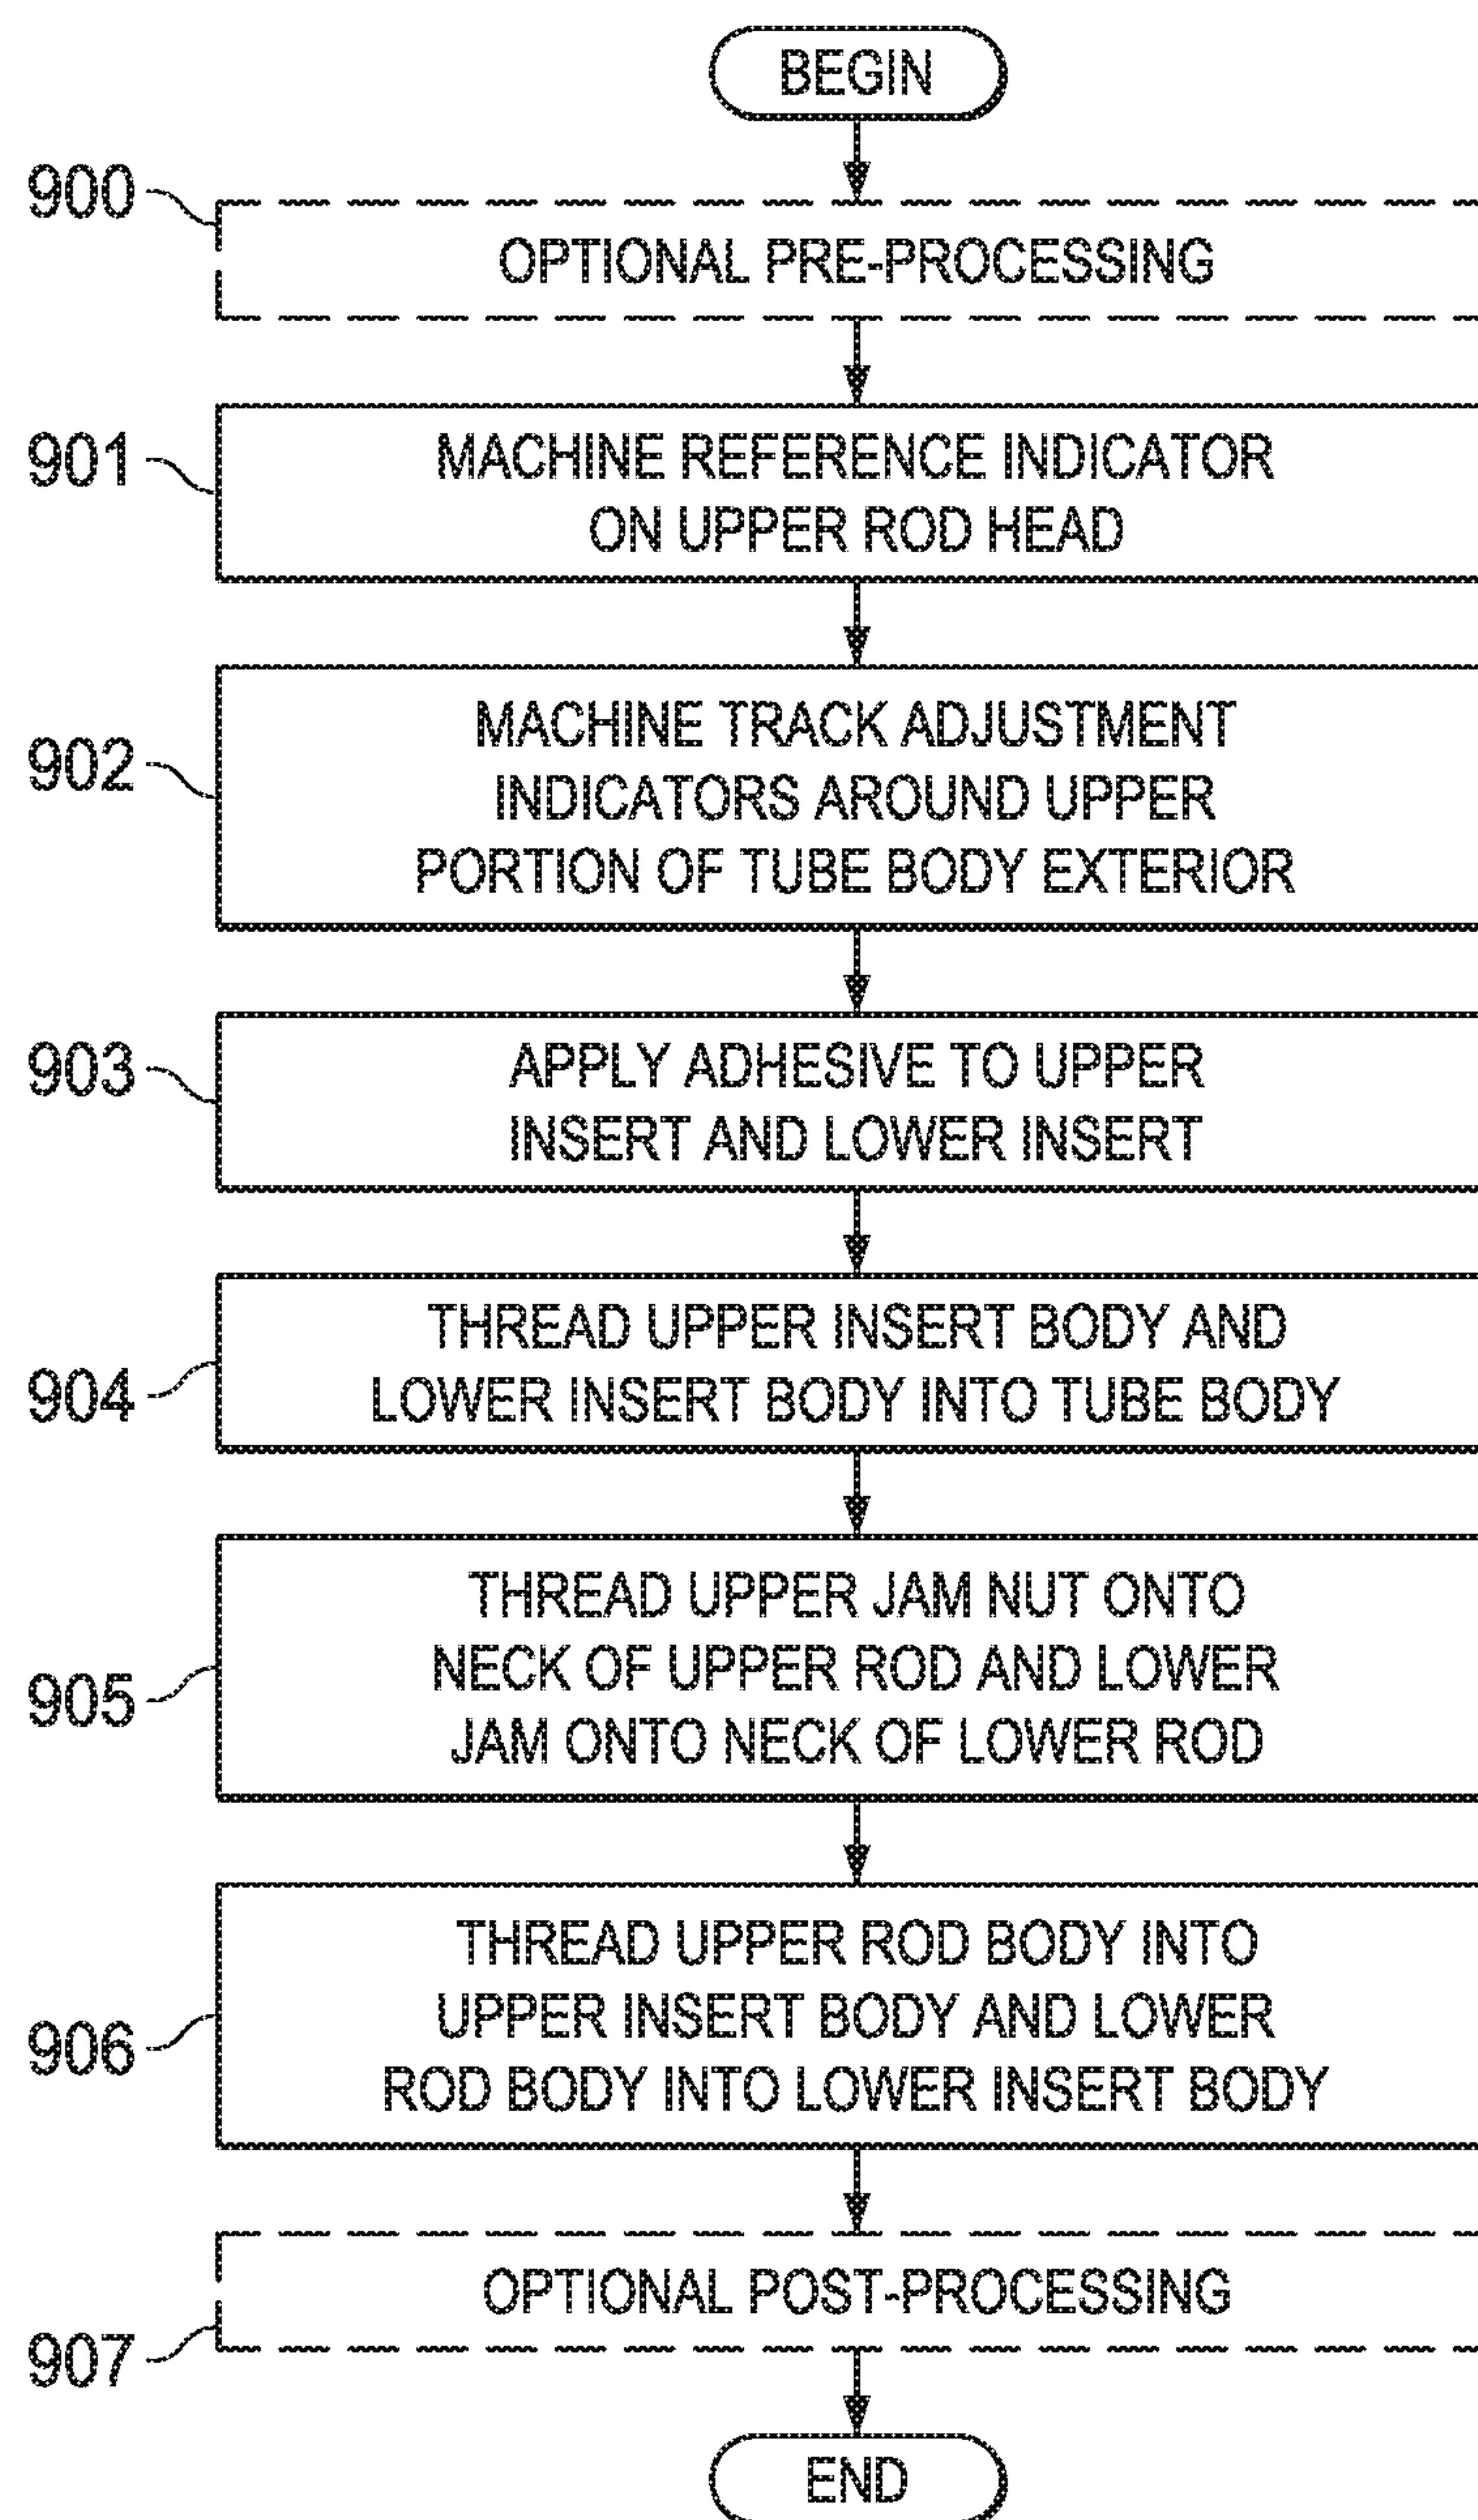 BEGIN
900
OPTIONAL PRE-PROCESSING
901
MACHINE REFERENCE INDICATOR
ON UPPER ROD HEAD
902
MACHINE TRACK ADJUSTMENT
INDICATORS AROUND UPPER
PORTION OF TUBE BODY EXTERIOR
903
APPLY ADHESIVE TO UPPER
INSERT AND LOWER INSERT
904
THREAD UPPER INSERT BODY AND
LOWER INSERT BODY INTO TUBE BODY
905
THREAD UPPER JAM NUT ONTO
NECK OF UPPER ROD AND LOWER
JAM ONTO NECK OF LOWER ROD
906
THREAD UPPER ROD BODY INTO
UPPER INSERT BODY AND LOWER
ROD BODY INTO LOWER INSERT BODY
907
OPTIONAL POST-PROCESSING
END